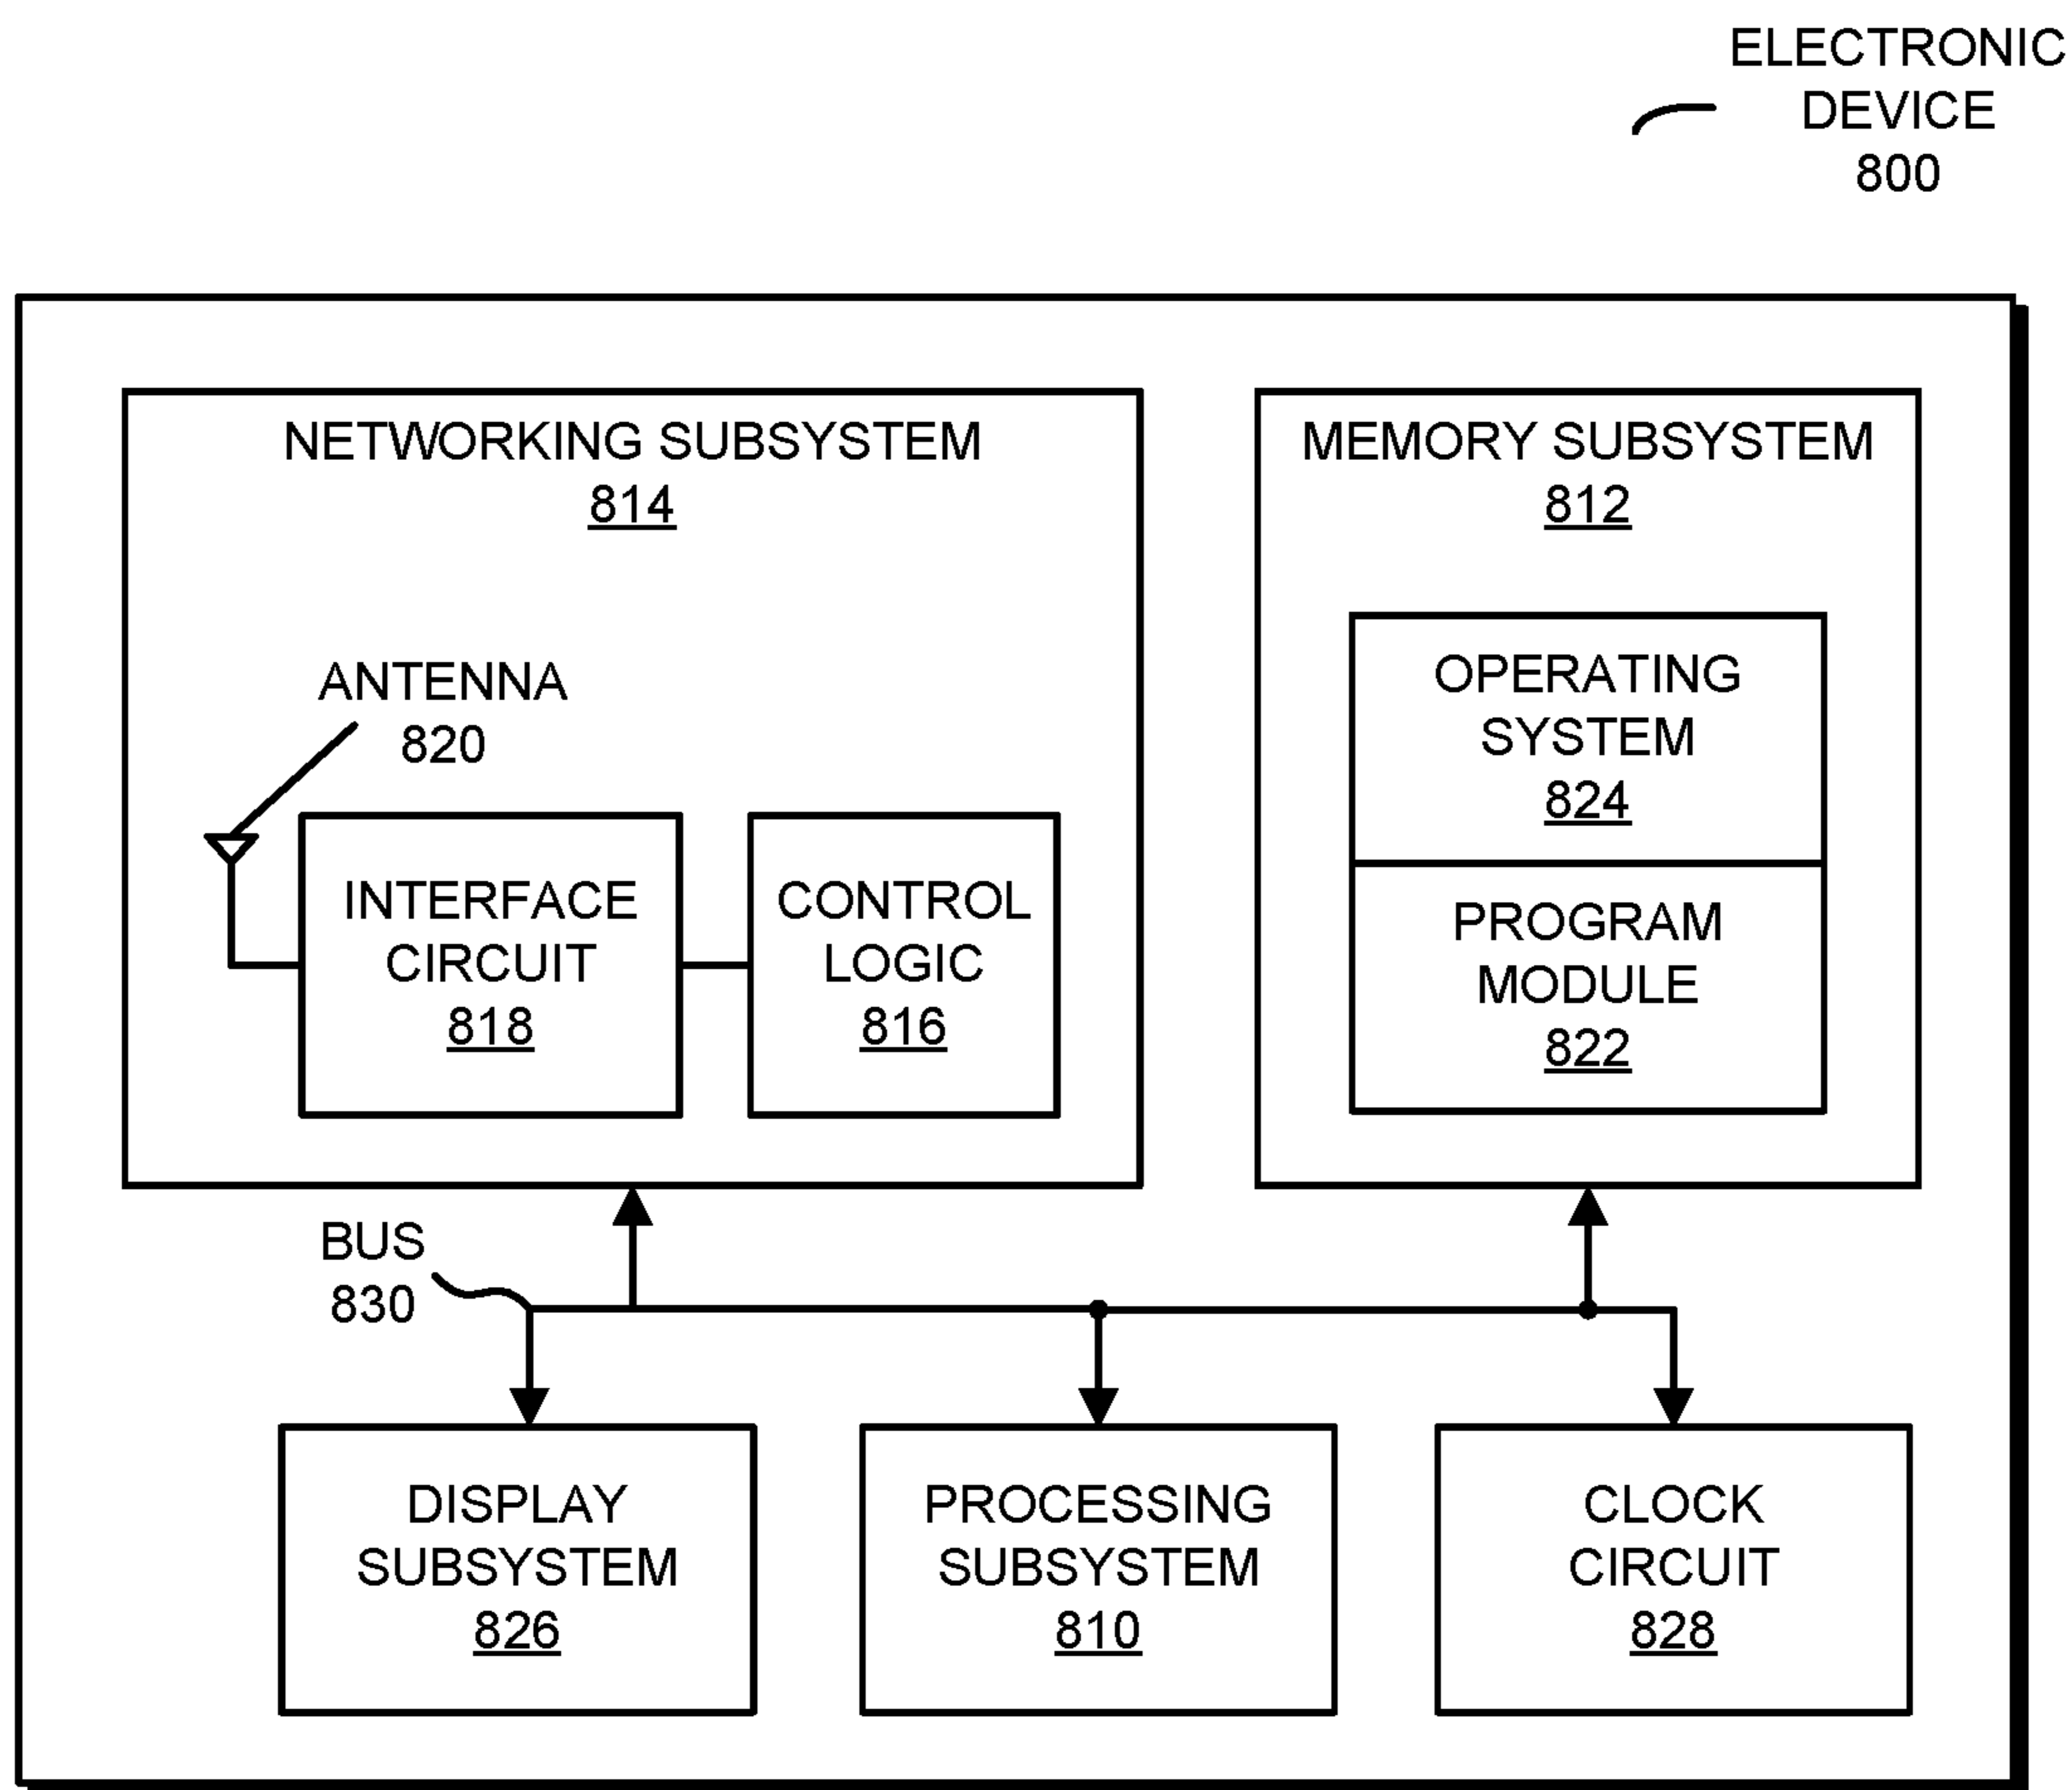 ELECTRONIC
DEVICE
800
NETWORKING SUBSYSTEM
814
MEMORY SUBSYSTEM
812
ANTENNA
820
INTERFACE
CIRCUIT
818
CONTROL
LOGIC
816
OPERATING
SYSTEM
824
PROGRAM
MODULE
822
BUS
830
DISPLAY
SUBSYSTEM
826
PROCESSING
SUBSYSTEM
810
CLOCK
CIRCUIT
828